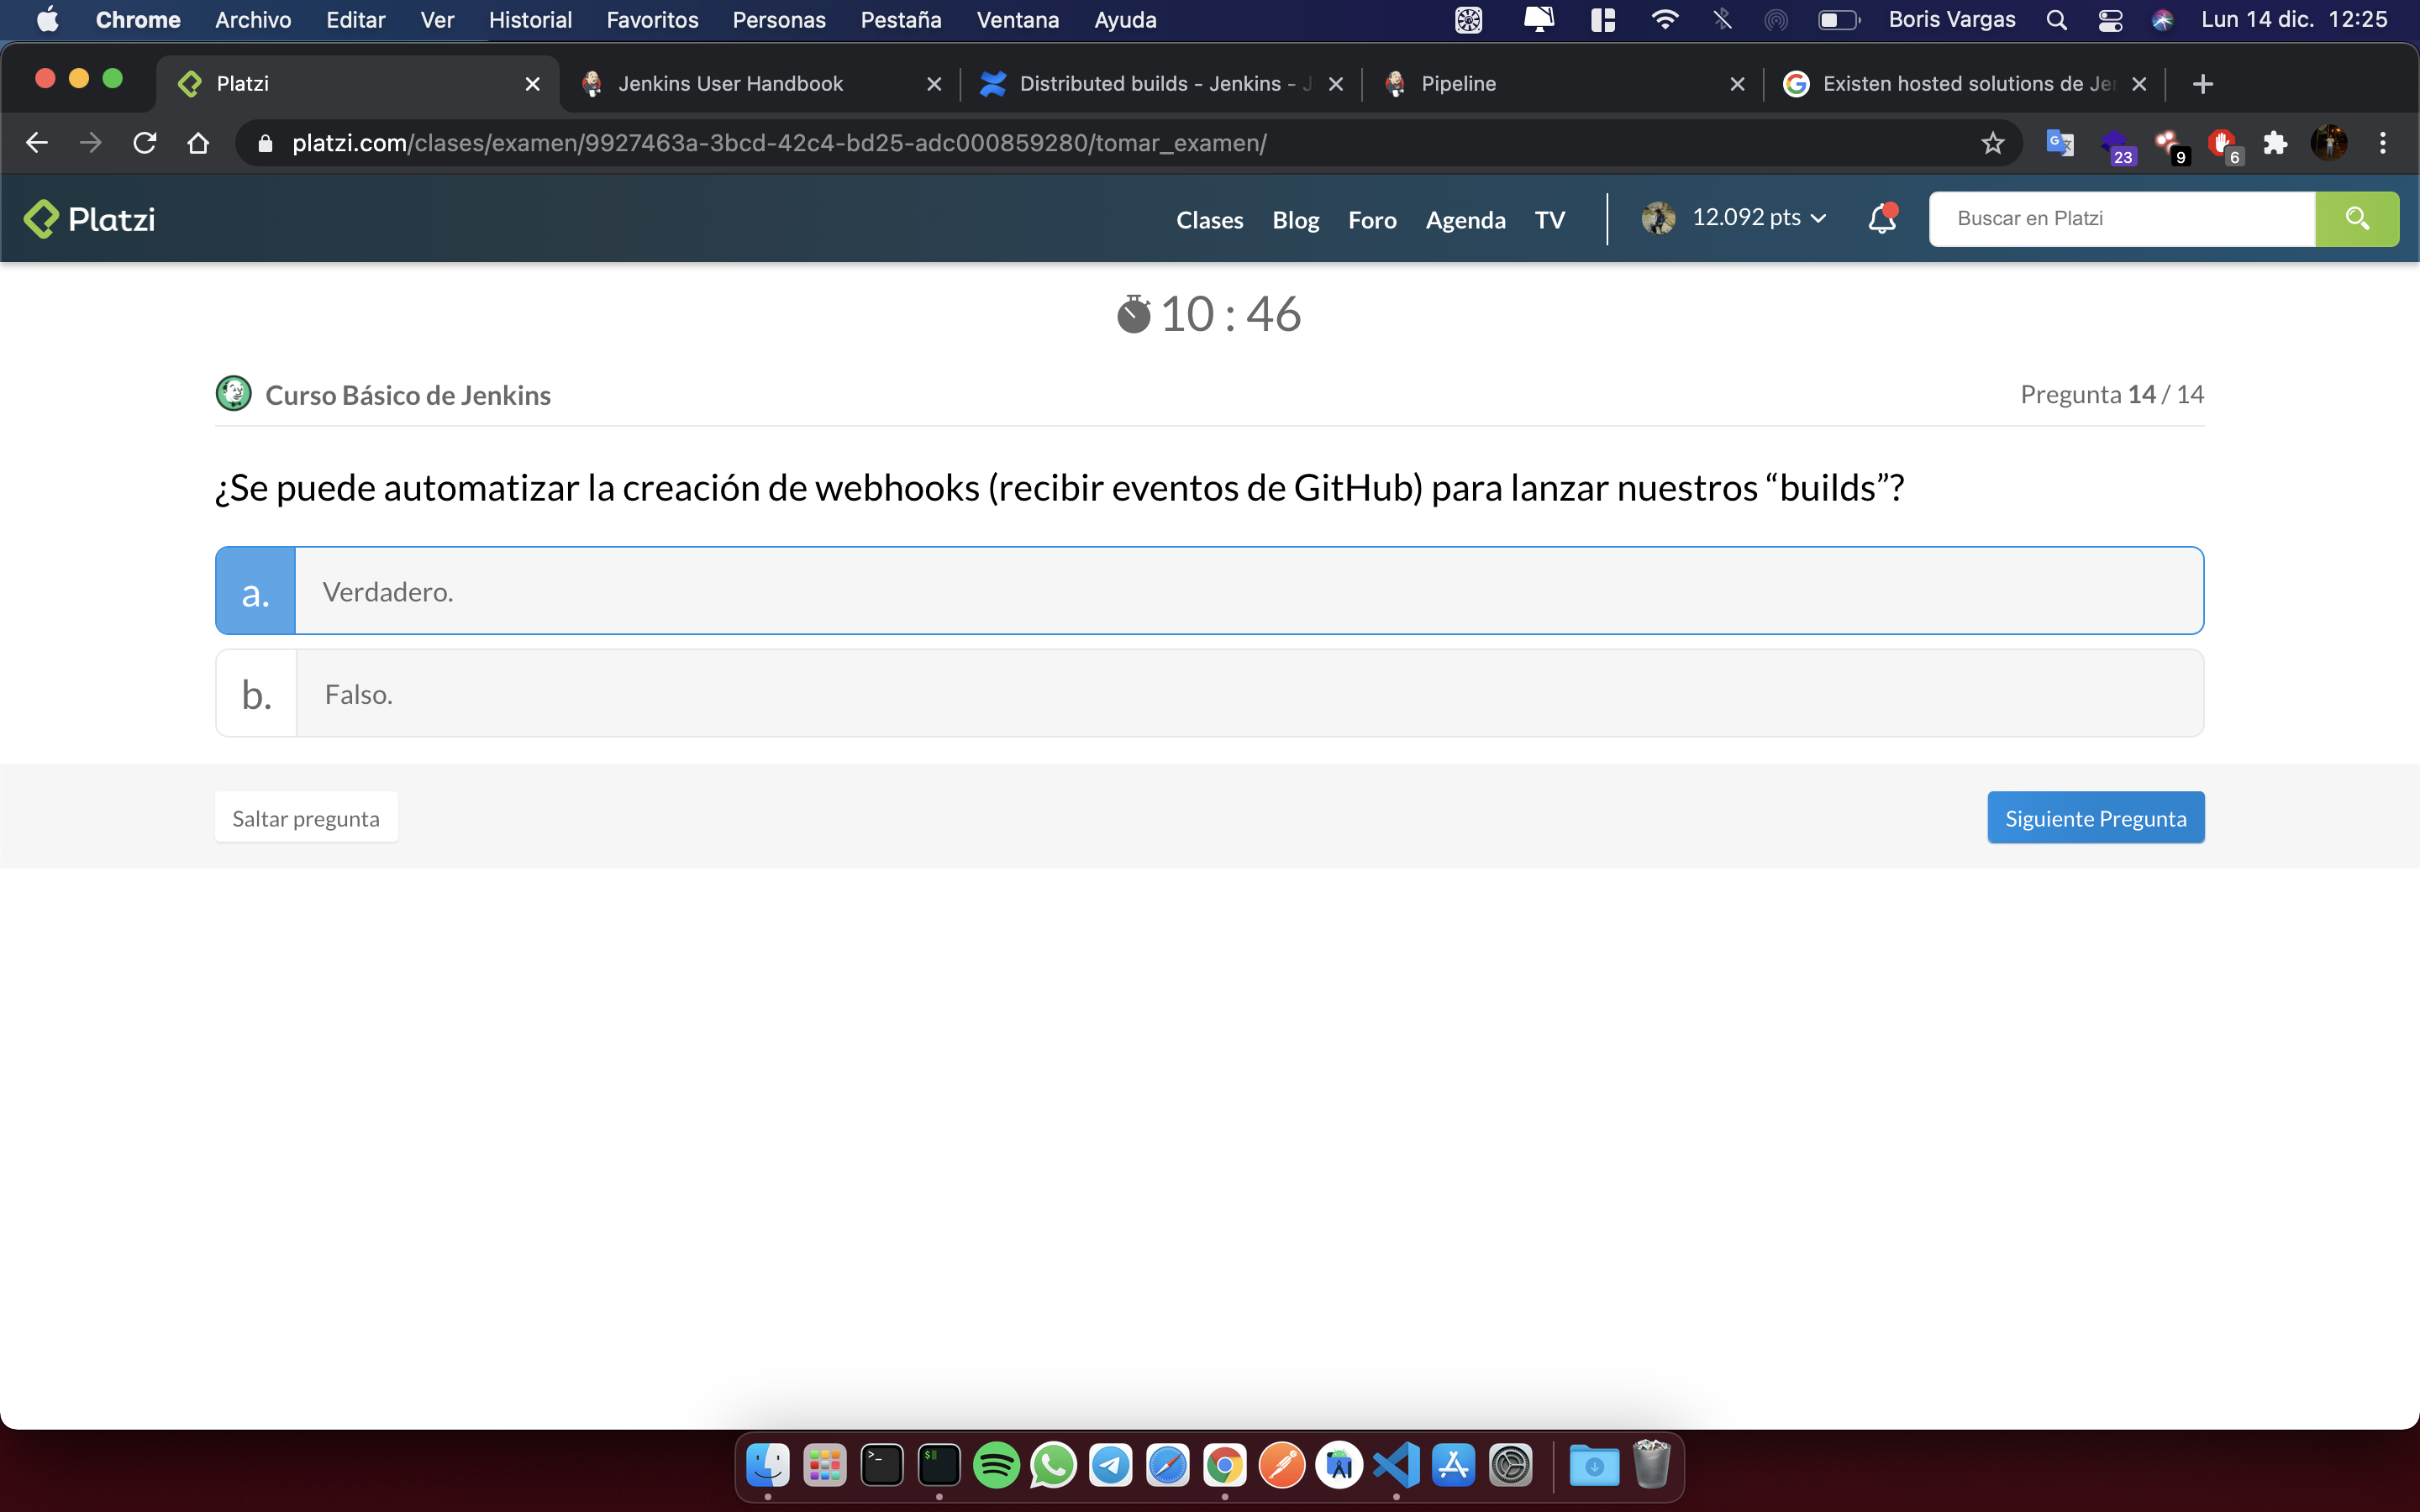 Chrome Archivo Editar Ver Historial Favoritos Personas Pestaña Ventana Ayuda Boris Vargas Lun 14 dic. 12:25
Platzi Jenkins User Handbook Distributed builds - Jenkins - Pipeline Existen hosted solutions de
platzi.com/clases/examen/9927463a-3bcd-42c4-bd25-adc000859280/tomar_examen/ 23 9 6
Platzi Clases Blog Foro Agenda TV 12.092 pts Buscar en Platzi
10 : 46
Curso Básico de Jenkins Pregunta 14 / 14
¿Se puede automatizar la creación de webhooks (recibir eventos de GitHub) para lanzar nuestros “builds”?
a. Verdadero.
b. Falso.
Saltar pregunta Siguiente Pregunta